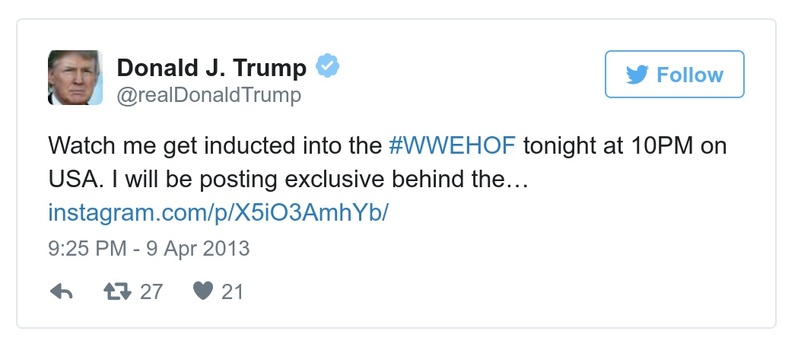 Donald J. Trump
@realDonaldTrump
Follow
Watch me get inducted into the #WWEHOF tonight at 10PM on
USA. I will be posting exclusive behind the…
instagram.com/p/X5iO3AmhYb/
9:25 PM - 9 Apr 2013
27 21